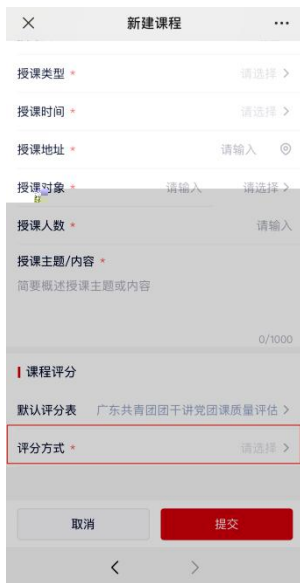 新建课程
授课类型 * 请选择
授课时间 * 请选择
授课地址 * 请输入
授课对象 * 请输入 请选择
授课人数 * 请输入
授课主题/内容 *
简要概述授课主题或内容
0/1000
课程评分
默认评分表 广东共青团团干讲党团课质量评估
评分方式 * 请选择
取消 提交